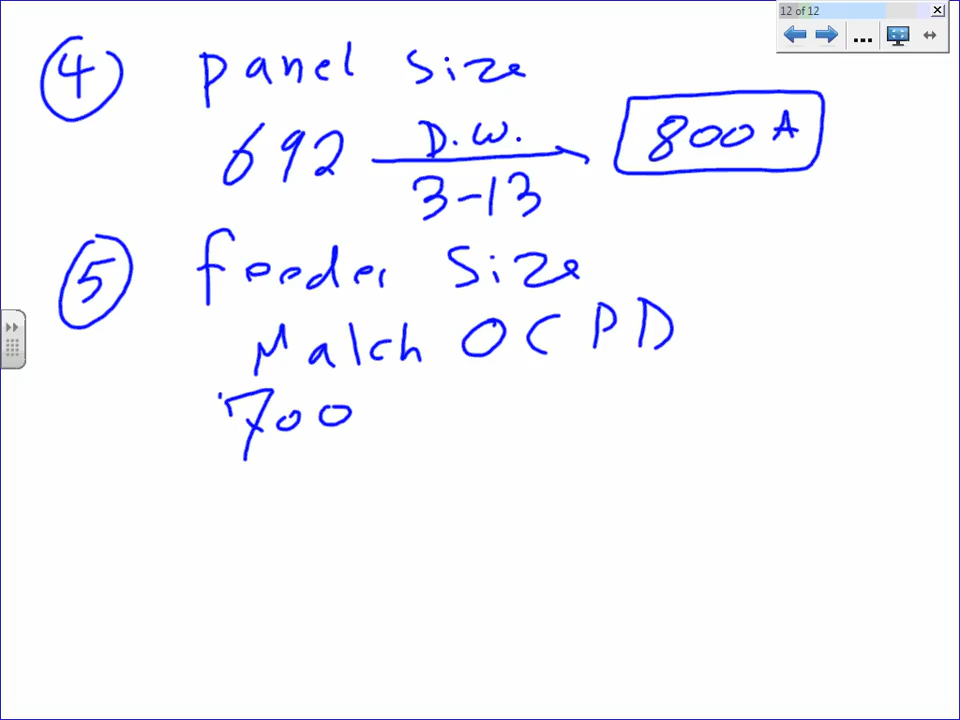 12 of 12
④ panel size
692 D.W. 3-13 → 800 A
⑤ feeder size
Match OCPD
700